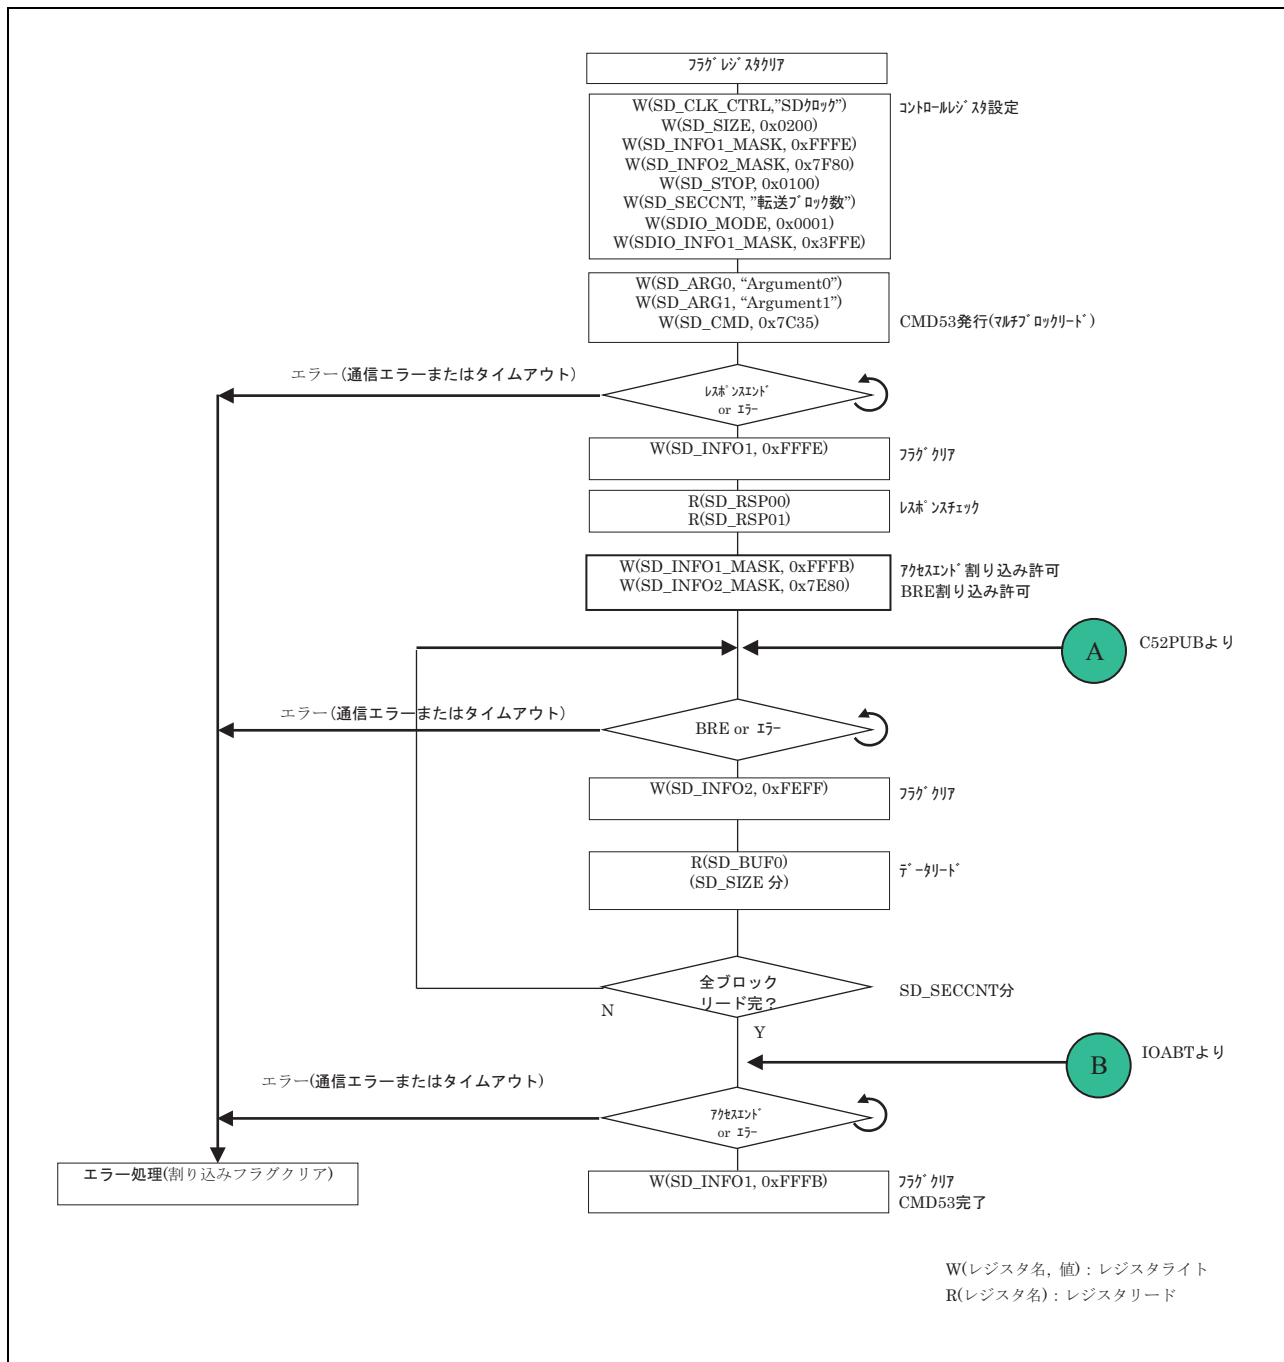 ﾌﾗｸﾞﾚｼﾞｽﾀｸﾘｱ
W(SD_CLK_CTRL,”SDｸﾛｯｸ”)
ｺﾝﾄﾛｰﾙﾚｼﾞｽﾀ設定
W(SD_SIZE, 0x0200)
W(SD_INFO1_MASK, 0xFFFE)
W(SD_INFO2_MASK, 0x7F80)
W(SD_STOP, 0x0100)
W(SD_SECCNT, ”転送ﾌﾞﾛｯｸ数”)
W(SDIO_MODE, 0x0001)
W(SDIO_INFO1_MASK, 0x3FFE)
W(SD_ARG0, “Argument0”)
W(SD_ARG1, “Argument1”)
W(SD_CMD, 0x7C35)
CMD53発行(ﾏﾙﾁﾌﾞﾛｯｸﾘｰﾄﾞ)
エラー(通信エラーまたはタイムアウト)
ﾚｽﾎﾟﾝｽｴﾝﾄﾞ
or ｴﾗｰ
W(SD_INFO1, 0xFFFE)
ﾌﾗｸﾞｸﾘｱ
R(SD_RSP00)
R(SD_RSP01)
ﾚｽﾎﾟﾝｽﾁｪｯｸ
W(SD_INFO1_MASK, 0xFFFB)
W(SD_INFO2_MASK, 0x7E80)
ｱｸｾｽｴﾝﾄﾞ割り込み許可
BRE割り込み許可
A
C52PUBより
エラー(通信エラーまたはタイムアウト)
BRE or ｴﾗｰ
W(SD_INFO2, 0xFEFF)
ﾌﾗｸﾞｸﾘｱ
R(SD_BUF0)
(SD_SIZE 分)
ﾃﾞｰﾀﾘｰﾄﾞ
全ブロック
リード完？
SD_SECCNT分
N
Y
B
IOABTより
エラー(通信エラーまたはタイムアウト)
ｱｸｾｽｴﾝﾄﾞ
or ｴﾗｰ
エラー処理(割り込みフラグクリア)
W(SD_INFO1, 0xFFFB)
ﾌﾗｸﾞｸﾘｱ
CMD53完了
W(レジスタ名, 値) : レジスタライト
R(レジスタ名) : レジスタリード